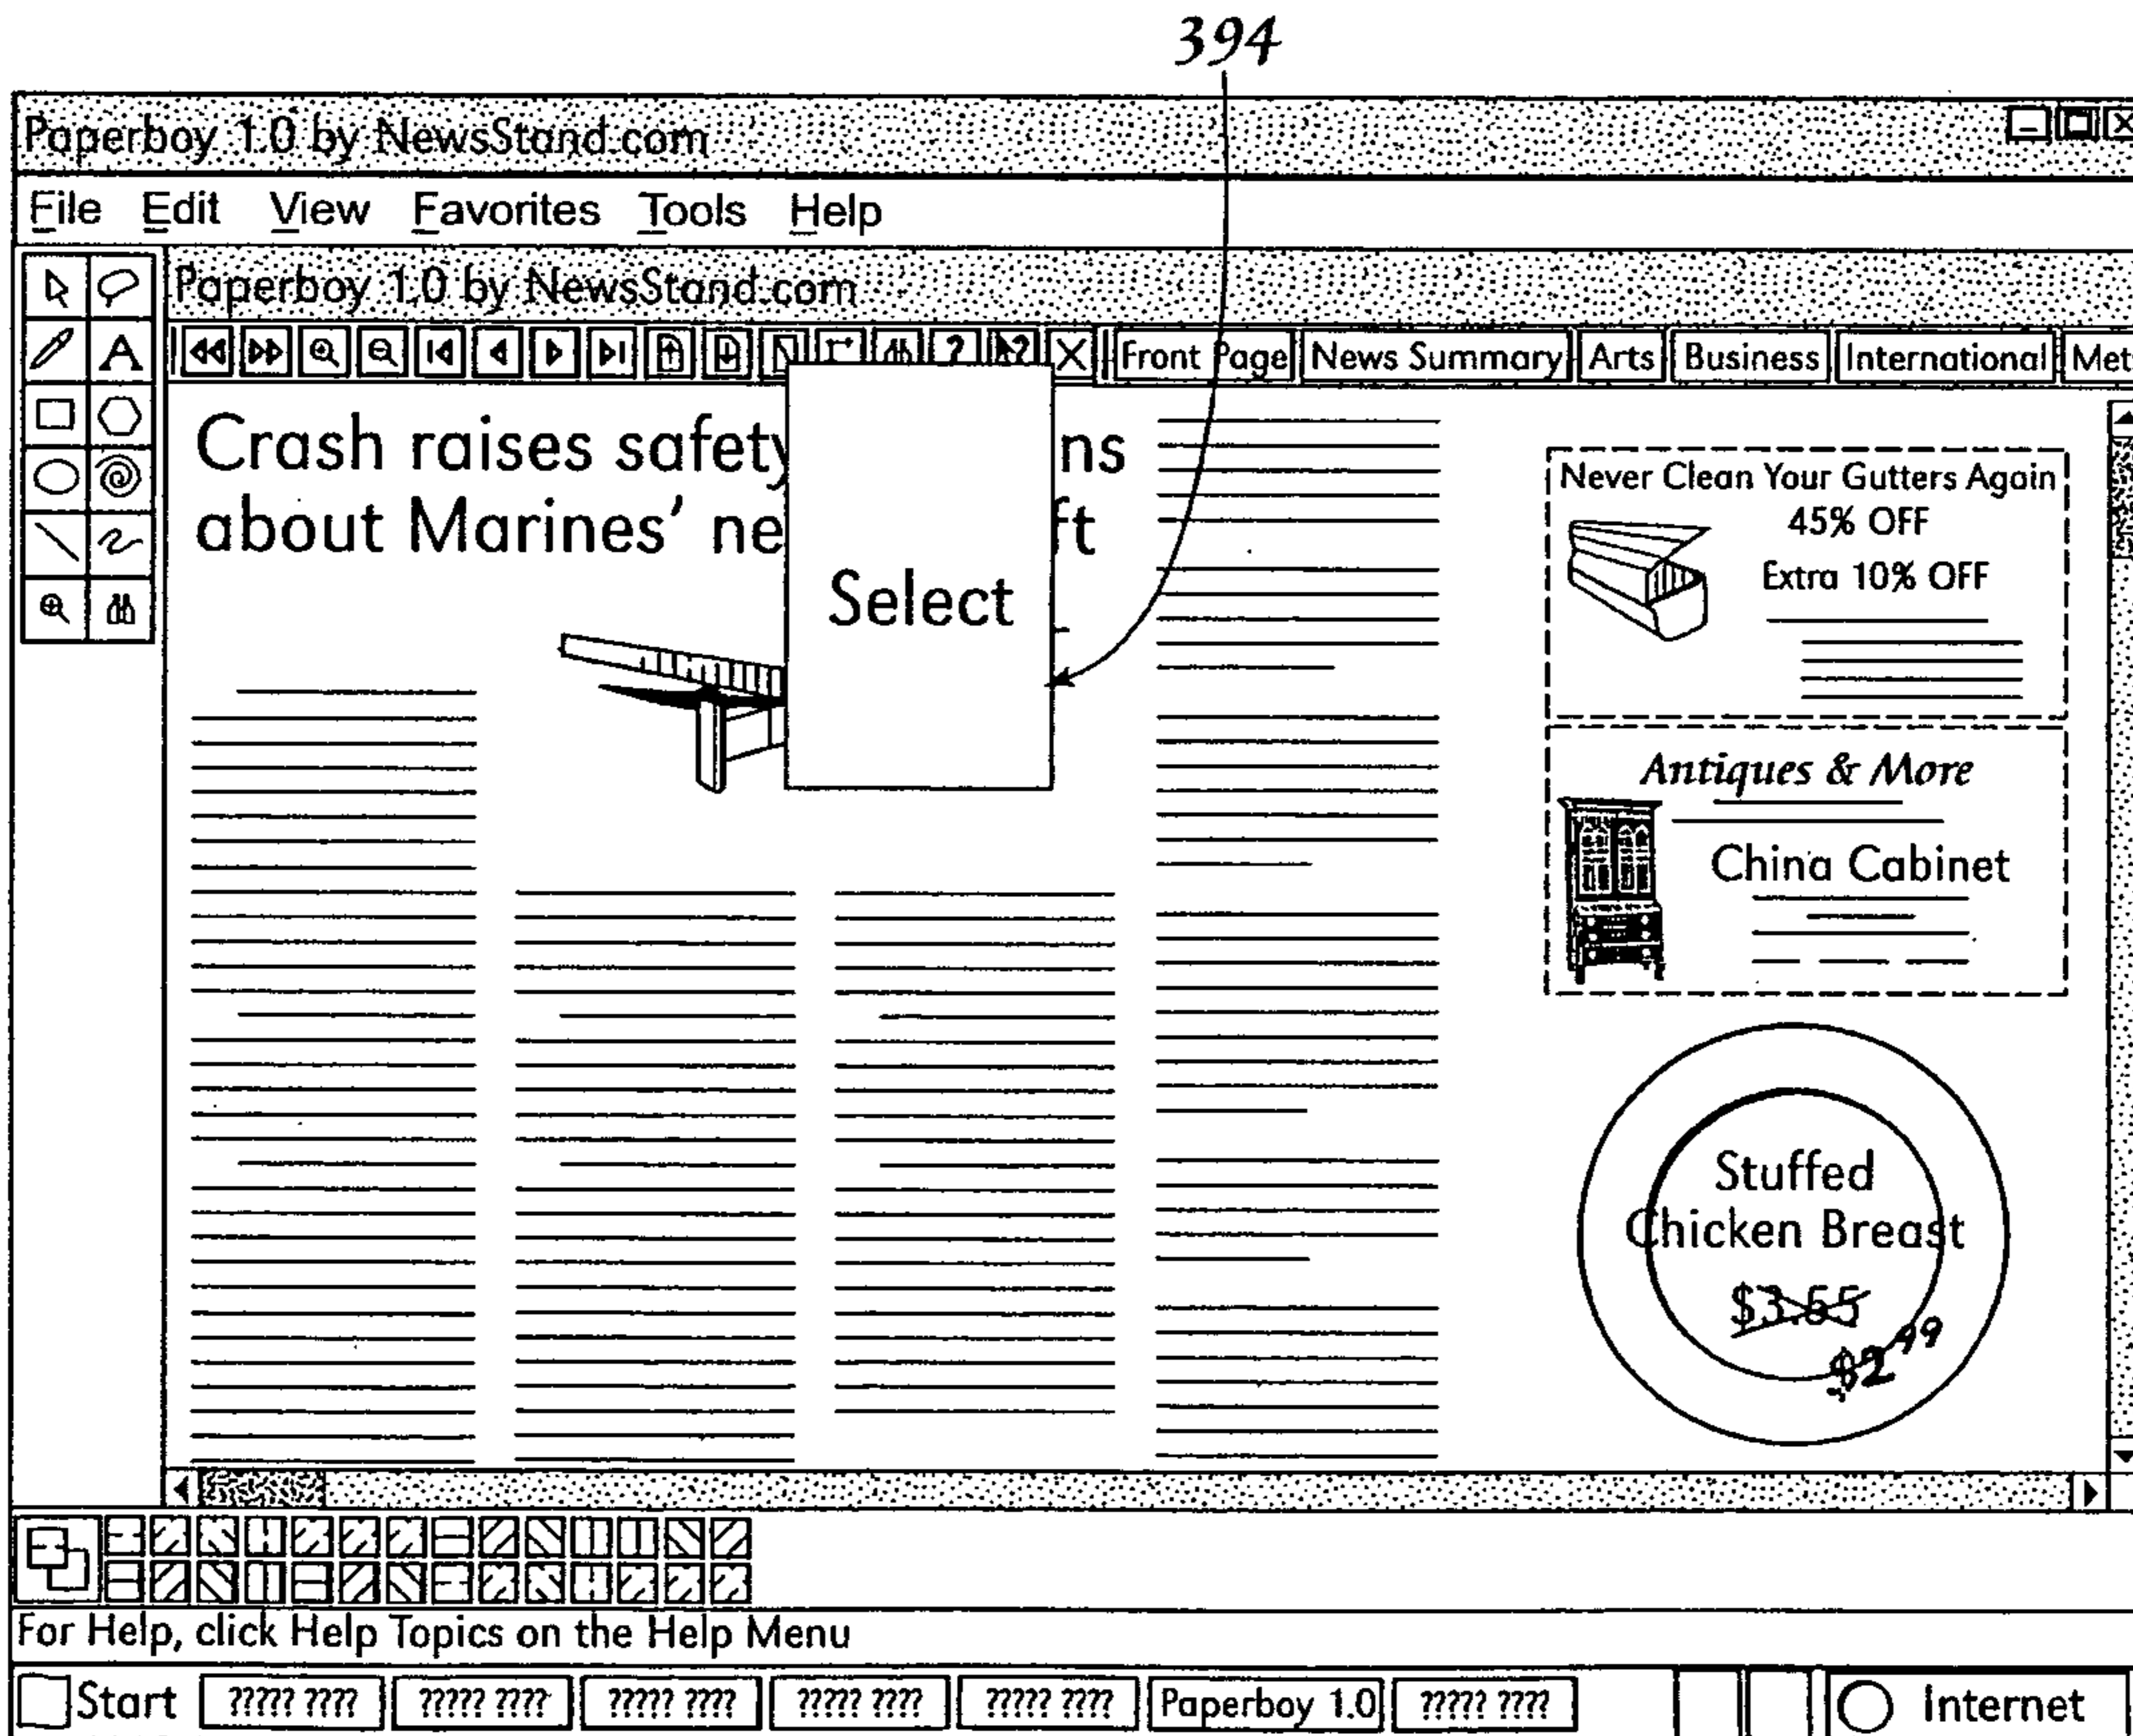 394
Paperboy 1.0 by NewsStand.com
File Edit View Favorites Tools Help
Paperboy 1.0 by NewsStand.com
A ? ? Front Page News Summary Arts Business International Met
Crash raises safety ns
about Marines' ne ft
Select
Never Clean Your Gutters Again
45% OFF
Extra 10% OFF
Antiques & More
China Cabinet
Stuffed
Chicken Breast
$3.55
$2 99
For Help, click Help Topics on the Help Menu
Start ????? ???? ????? ???? ????? ???? ????? ???? ????? ???? Paperboy 1.0 ????? ???? Internet